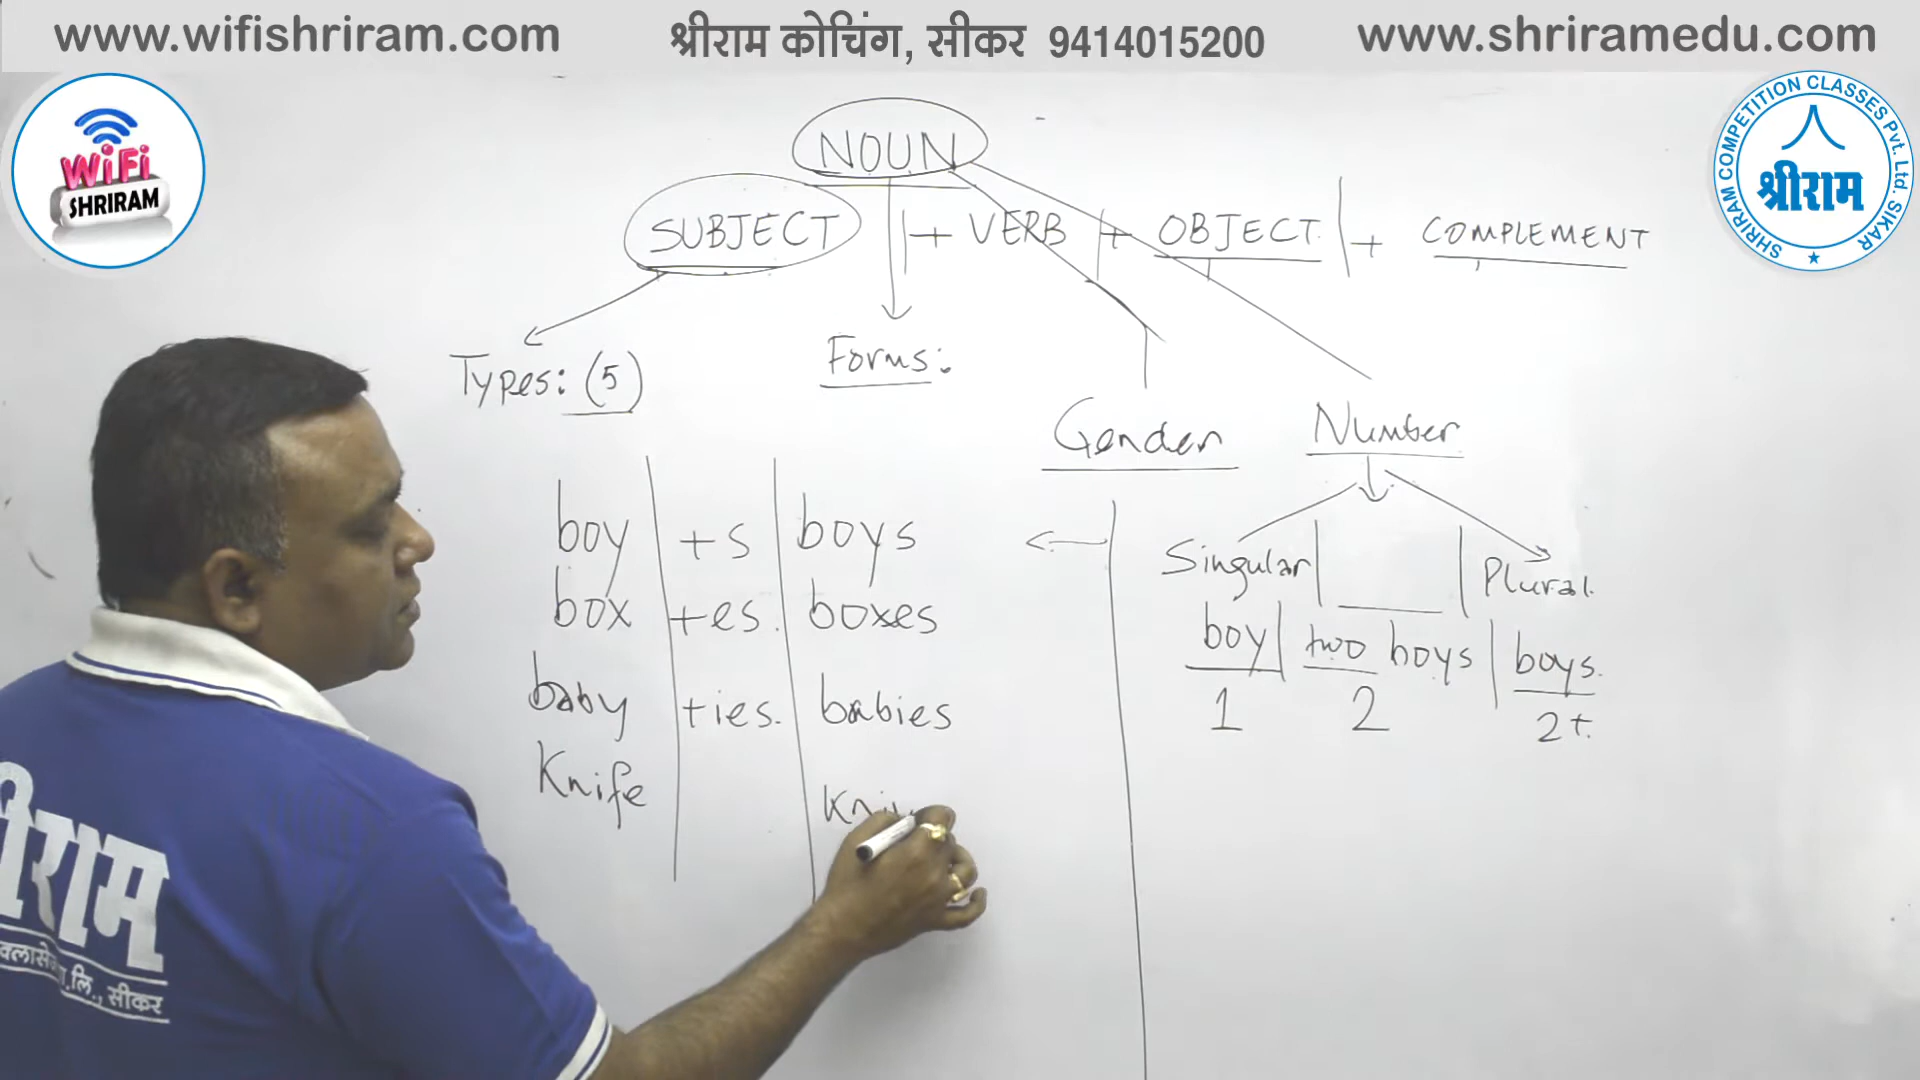 www.wifishriram.com
श्रीराम कोचिंग, सीकर 9414015200
www.shriramedu.com
WiFi
SHRIRAM
SHRIRAM COMPETITION CLASSES Pvt. Ltd. SIKAR
श्रीराम
NOUN
SUBJECT + VERB + OBJECT + COMPLEMENT
Types: (5)
Forms:
Gender
Number
Singular
Plural.
boy +s boys
box +es. boxes
baby +ies. babies
Knife
boy two boys boys.
1 2 2+.
लि., सीकर